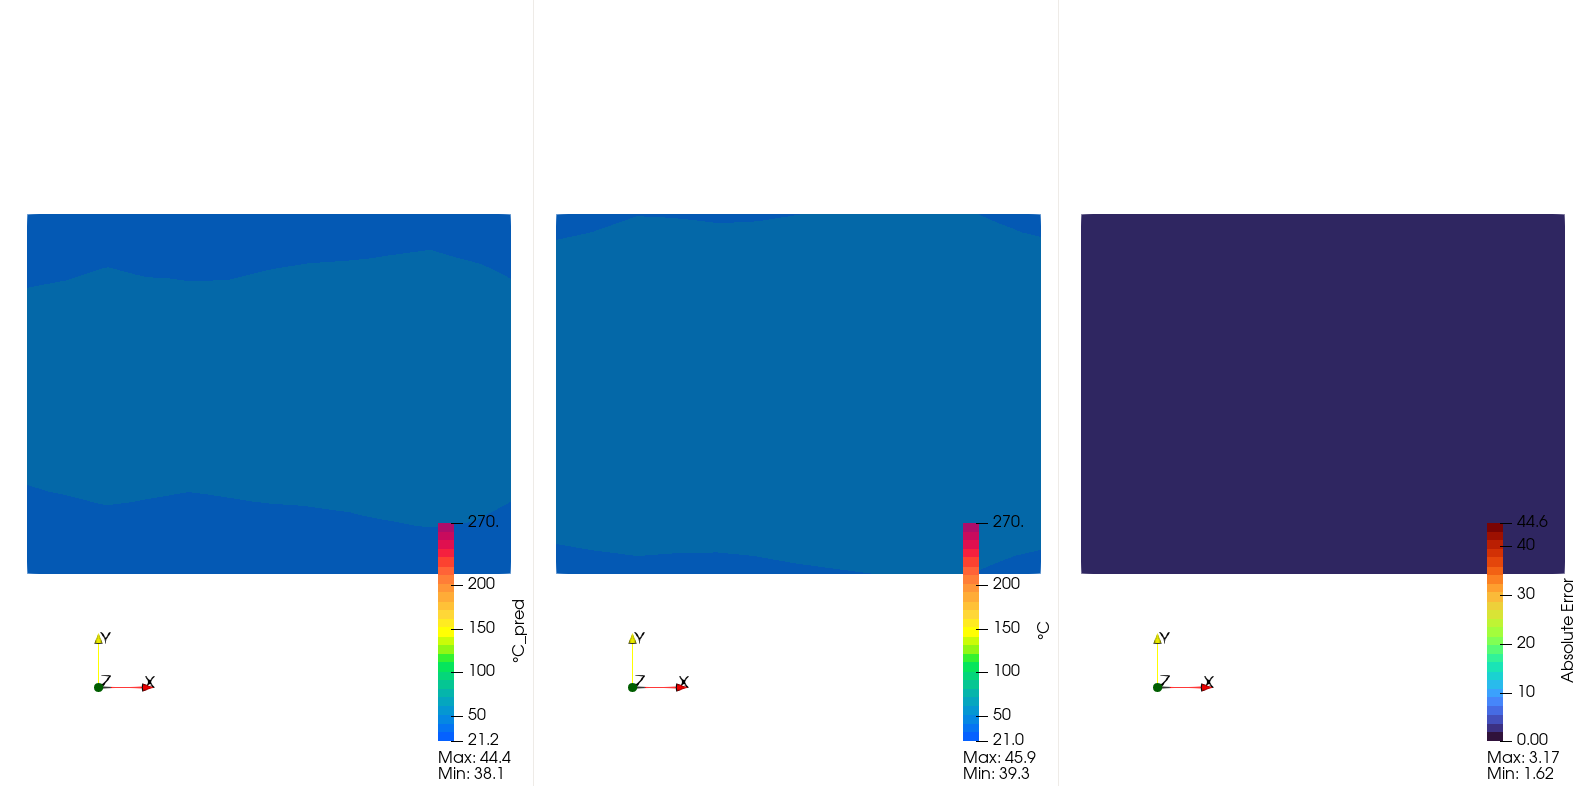 270.
200
150
100
50
21.2
°C_pred
Max: 44.4
Min: 38.1
Y
Z
X
270.
200
150
100
50
21.0
°C
Max: 45.9
Min: 39.3
Y
Z
X
44.6
40
30
20
10
0.00
Absolute Error
Max: 3.17
Min: 1.62
Y
Z
X